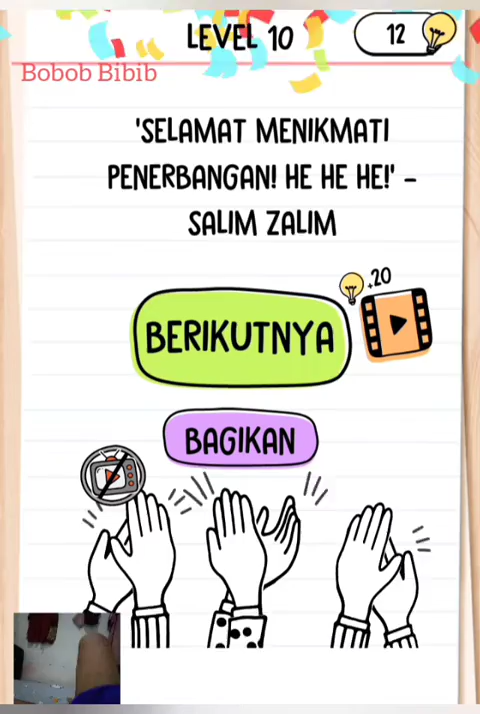 LEVEL 10
12
Bobob Bibib
'SELAMAT MENIKMATI
PENERBANGAN! HE HE HE!' -
SALIM ZALIM
+20
BERIKUTNYA
BAGIKAN